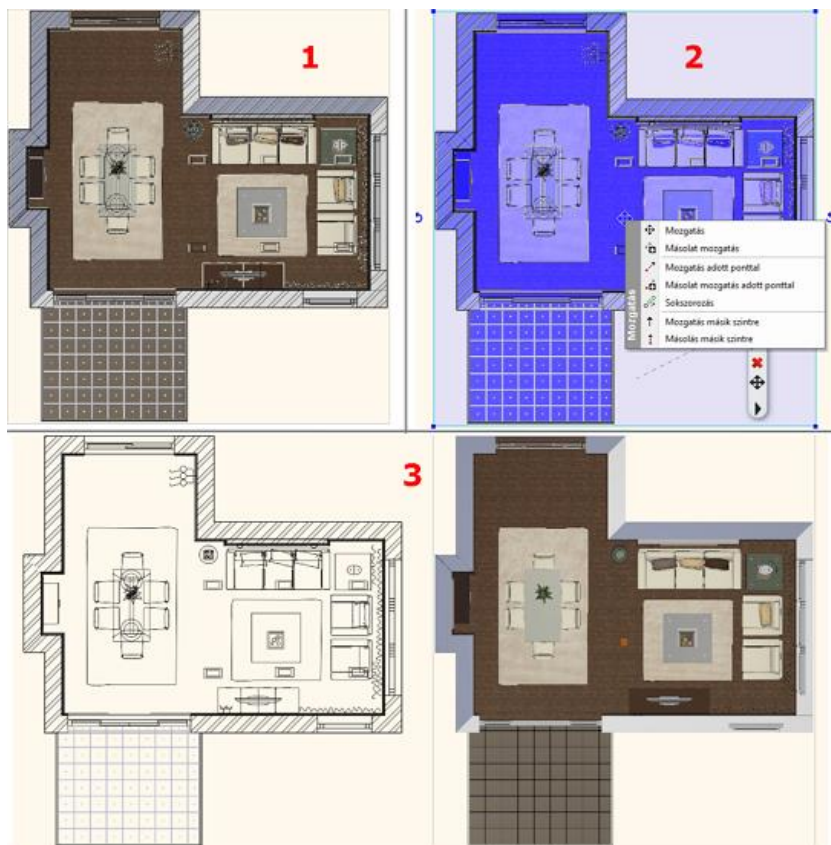 1
2
Mozgatás
Mozgatás
Másolat mozgatás
Mozgatás adott ponttal
Másolat mozgatás adott ponttal
Sokszorozás
Mozgatás másik szintre
Másolás másik szintre
3